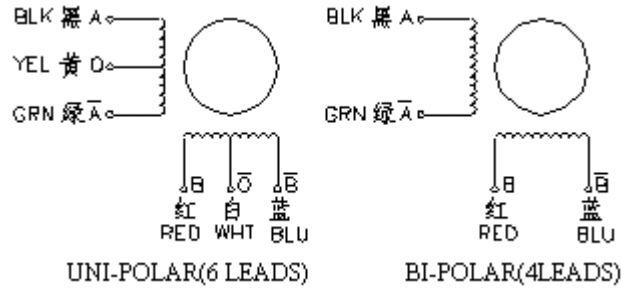 BLK 黑 A
YEL 黄 O
GRN 绿 A̅
B O̅ B̅
红 白 蓝
RED WHT BLU
UNI-POLAR(6 LEADS)
BLK 黑 A
GRN 绿 A̅
B B̅
红 蓝
RED BLU
BI-POLAR(4LEADS)